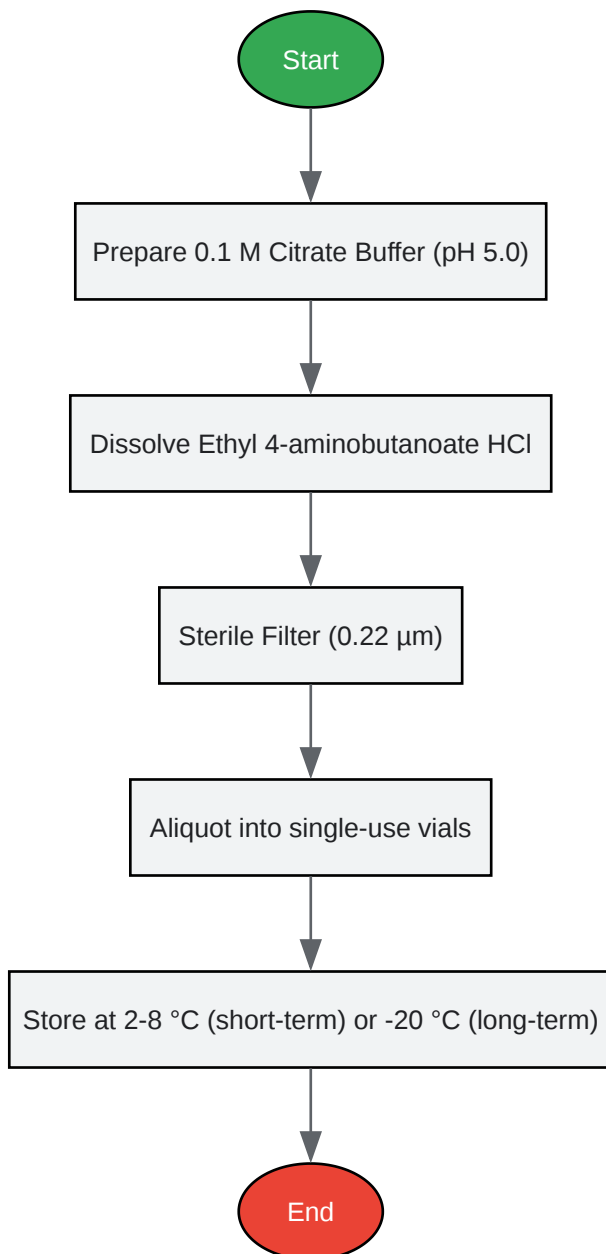 Start
Prepare 0.1 M Citrate Buffer (pH 5.0)
Dissolve Ethyl 4-aminobutanoate HCl
Sterile Filter (0.22 µm)
Aliquot into single-use vials
Store at 2-8 °C (short-term) or -20 °C (long-term)
End